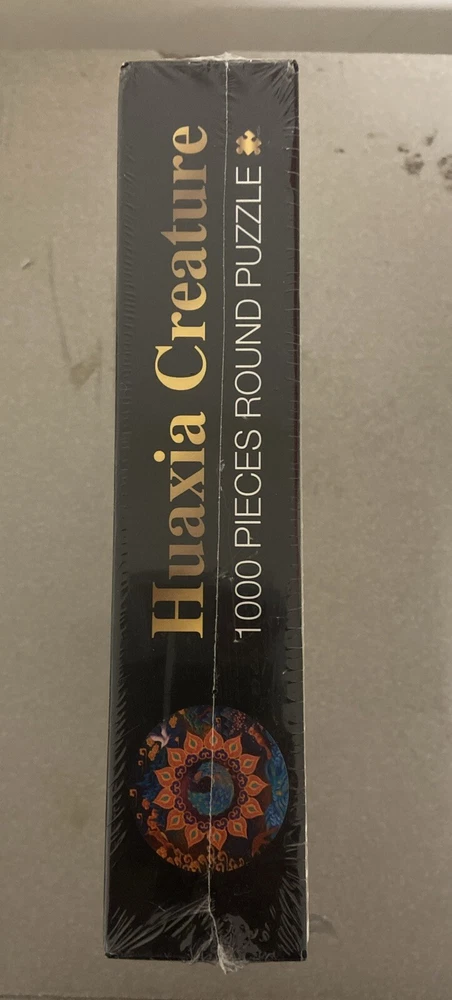 Huaxia Creature
1000 PIECES ROUND PUZZLE